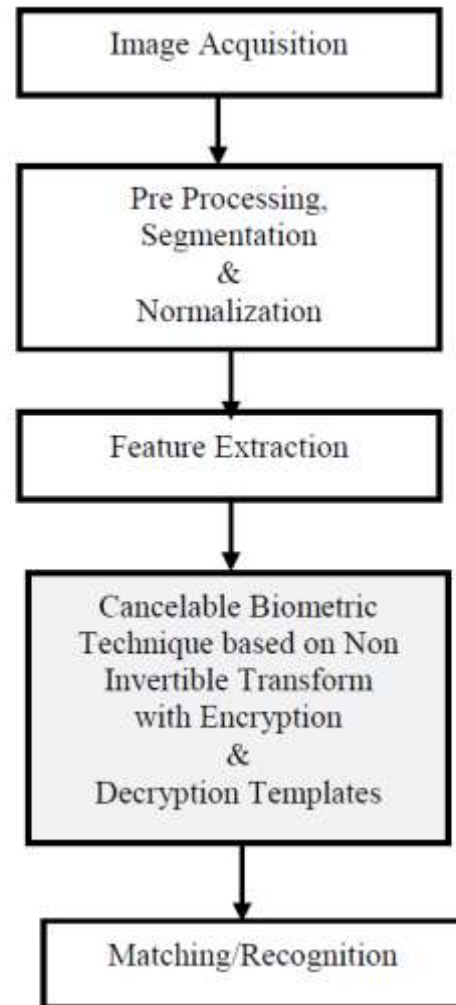 Image Acquisition
Pre Processing,
Segmentation
&
Normalization
Feature Extraction
Cancelable Biometric
Technique based on Non
Invertible Transform
with Encryption
&
Decryption Templates
Matching/Recognition